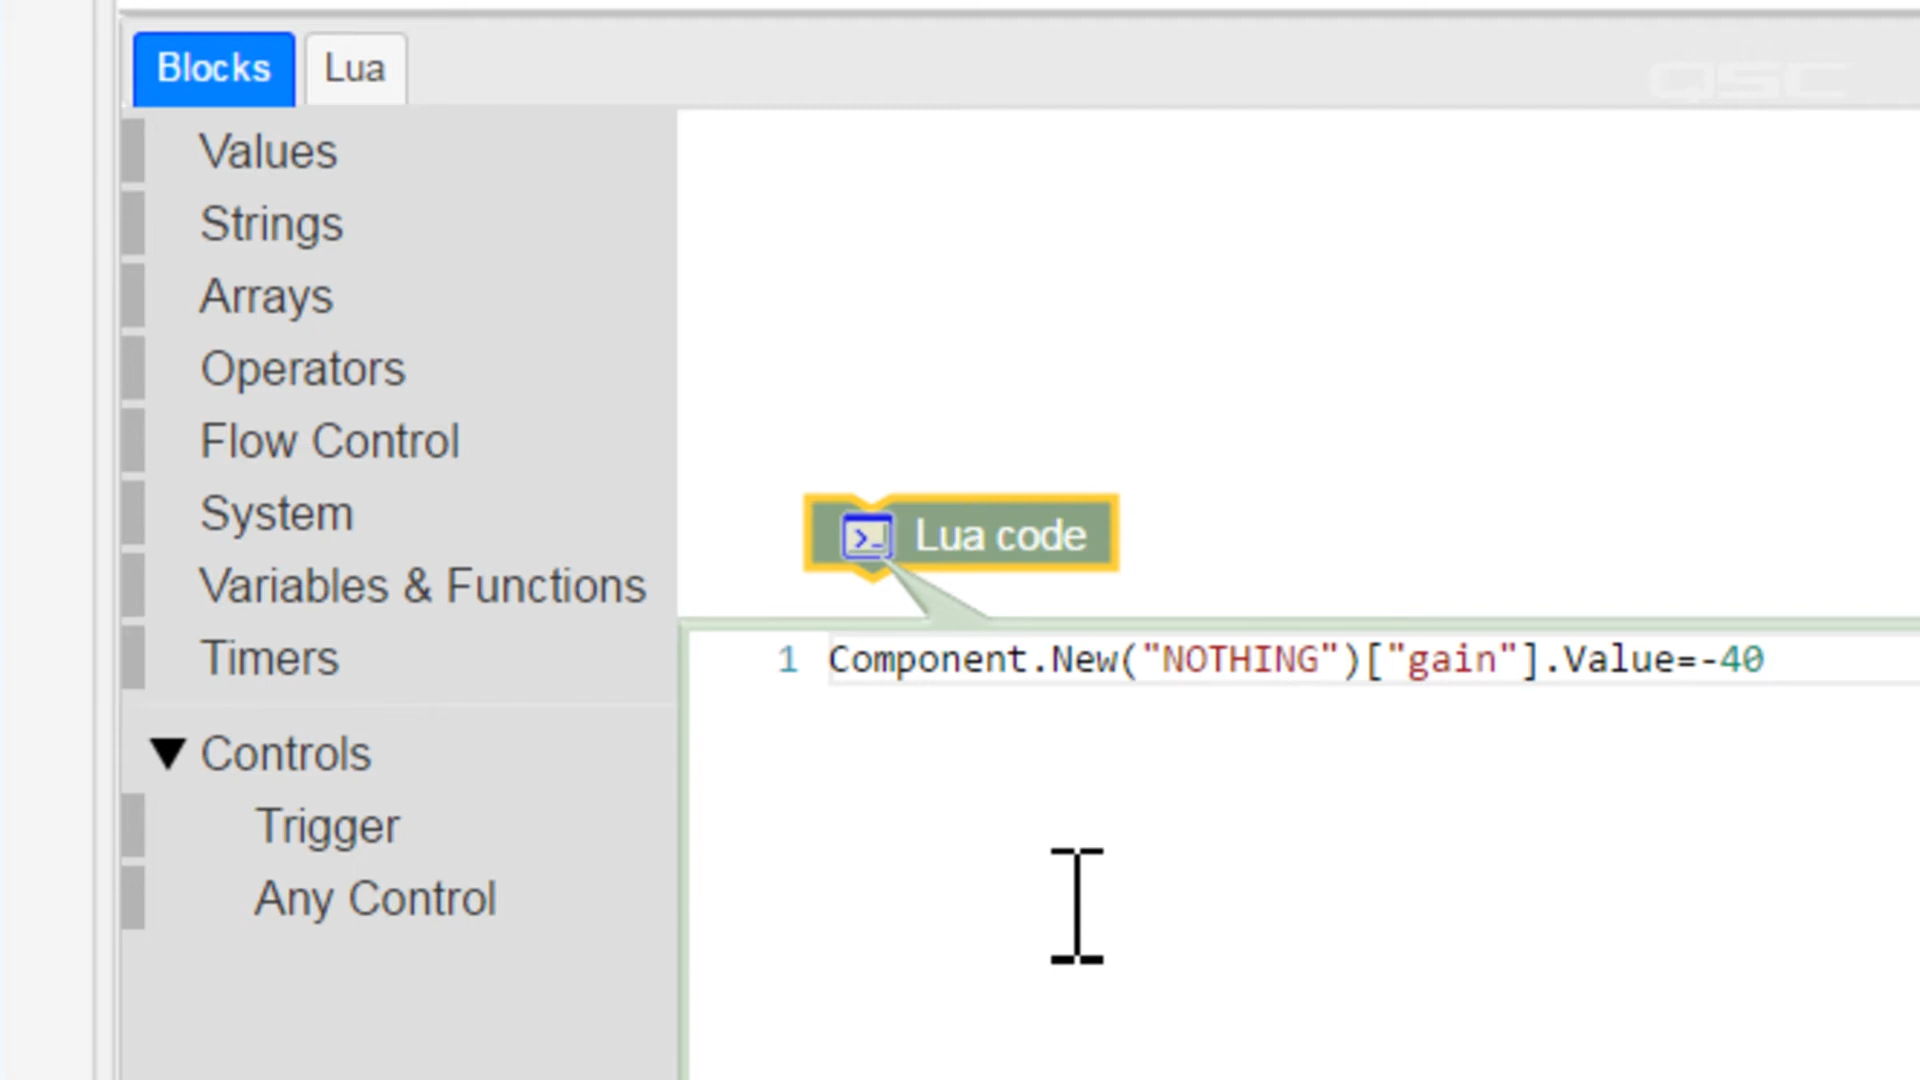 Blocks Lua
QSC
Values
Strings
Arrays
Operators
Flow Control
System
Variables & Functions
Timers
Controls
Trigger
Any Control
Lua code
1 Component.New("NOTHING")["gain"].Value=-40